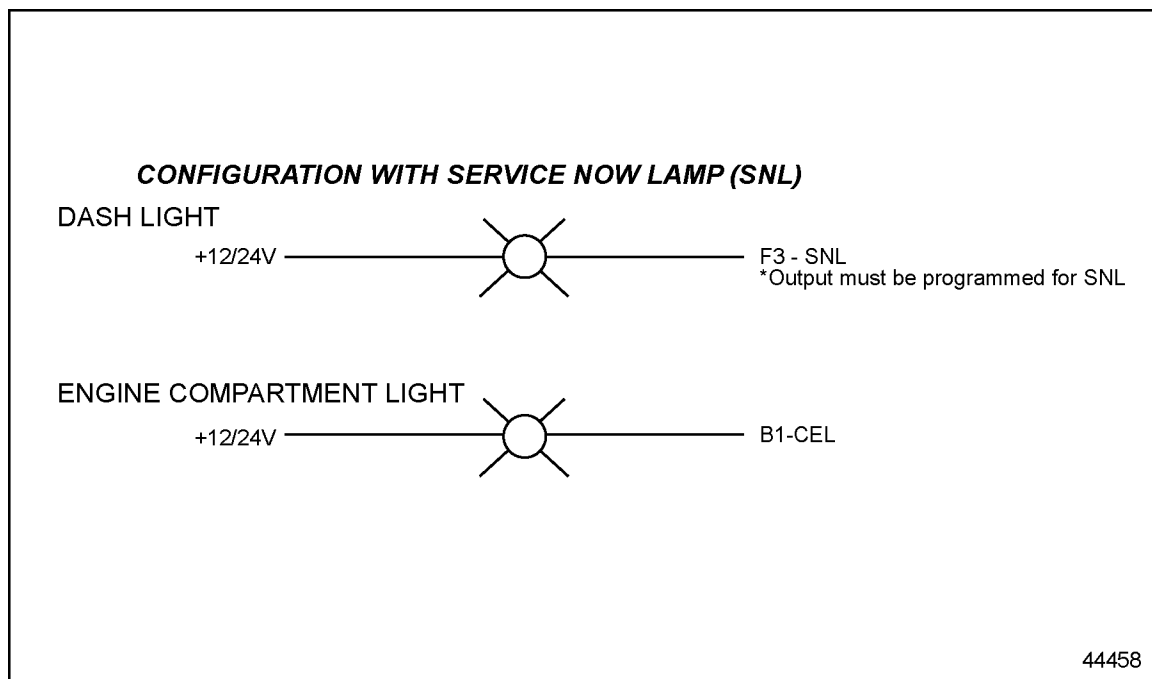 CONFIGURATION WITH SERVICE NOW LAMP (SNL)
DASH LIGHT
+12/24V
F3 - SNL
*Output must be programmed for SNL
ENGINE COMPARTMENT LIGHT
+12/24V
B1-CEL
44458